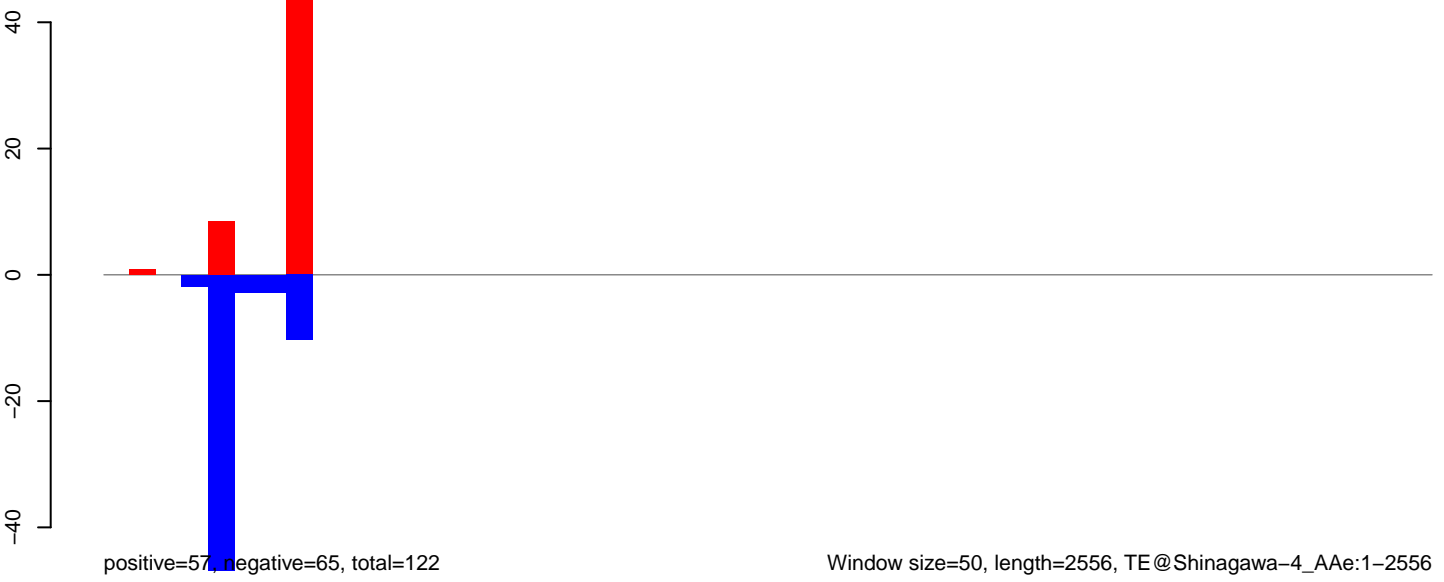 40
20
0
−20
−40
positive=57, negative=65, total=122
Window size=50, length=2556, TE@Shinagawa−4_AAe:1−2556